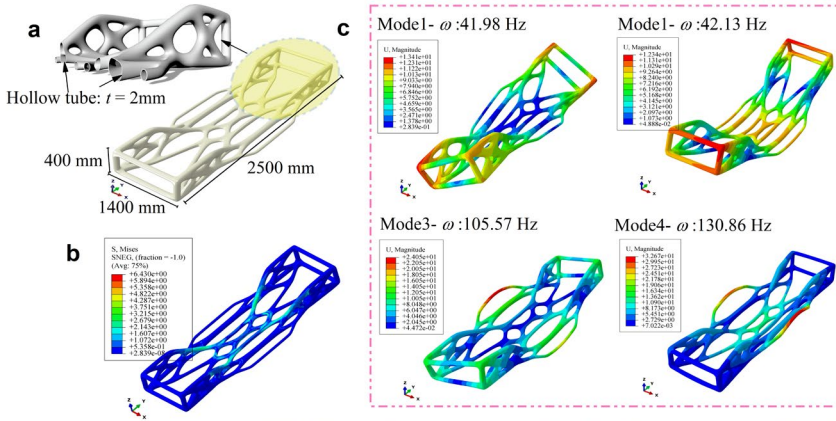 a
Hollow tube: t = 2mm
400 mm
1400 mm
2500 mm
b
S, Mises
SNEG, (fraction = -1.0)
(Avg: 75%)
+6.430e+00
+5.894e+00
+5.358e+00
+4.822e+00
+4.287e+00
+3.751e+00
+3.215e+00
+2.679e+00
+2.143e+00
+1.607e+00
+1.072e+00
+5.358e-01
+2.839e-08
c
Mode1- ω:41.98 Hz
U, Magnitude
+1.341e+01
+1.231e+01
+1.122e+01
+1.013e+01
+9.033e+00
+7.940e+00
+6.846e+00
+5.752e+00
+4.659e+00
+3.565e+00
+2.471e+00
+1.378e+00
+2.839e-01
Mode1- ω:42.13 Hz
U, Magnitude
+1.234e+01
+1.131e+01
+1.029e+01
+9.264e+00
+8.240e+00
+7.216e+00
+6.192e+00
+5.168e+00
+4.145e+00
+3.121e+00
+2.097e+00
+1.073e+00
+4.888e-02
Mode3- ω:105.57 Hz
U, Magnitude
+2.405e+01
+2.205e+01
+2.005e+01
+1.805e+01
+1.605e+01
+1.405e+01
+1.205e+01
+1.005e+01
+8.048e+00
+6.047e+00
+4.046e+00
+2.045e+00
+4.472e-02
Mode4- ω:130.86 Hz
U, Magnitude
+3.267e+01
+2.995e+01
+2.723e+01
+2.451e+01
+2.178e+01
+1.906e+01
+1.634e+01
+1.362e+01
+1.090e+01
+8.173e+00
+5.451e+00
+2.729e+00
+7.022e-03